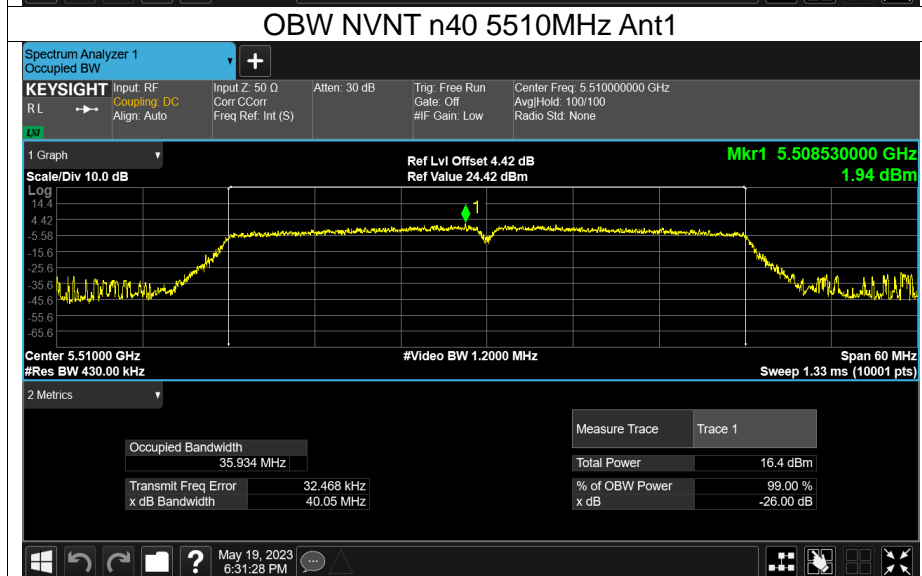 OBW NVNT n40 5510MHz Ant1
Spectrum Analyzer 1
Occupied BW
+
KEYSIGHT Input: RF Input Z: 50 Ω Atten: 30 dB Trig: Free Run Center Freq: 5.510000000 GHz
RL Coupling: DC Corr CCorr Gate: Off Avg|Hold: 100/100
Align: Auto Freq Ref: Int (S) #IF Gain: Low Radio Std: None
LXI
1 Graph Ref Lvl Offset 4.42 dB Mkr1 5.508530000 GHz
Scale/Div 10.0 dB Ref Value 24.42 dBm 1.94 dBm
Log
14.4
1
4.42
-5.58
-15.6
-25.6
-35.6
-45.6
-55.6
-65.6
Center 5.51000 GHz #Video BW 1.2000 MHz Span 60 MHz
#Res BW 430.00 kHz Sweep 1.33 ms (10001 pts)
2 Metrics
Measure Trace Trace 1
Occupied Bandwidth
35.934 MHz Total Power 16.4 dBm
Transmit Freq Error 32.468 kHz % of OBW Power 99.00 %
x dB Bandwidth 40.05 MHz x dB -26.00 dB
? May 19, 2023
6:31:28 PM